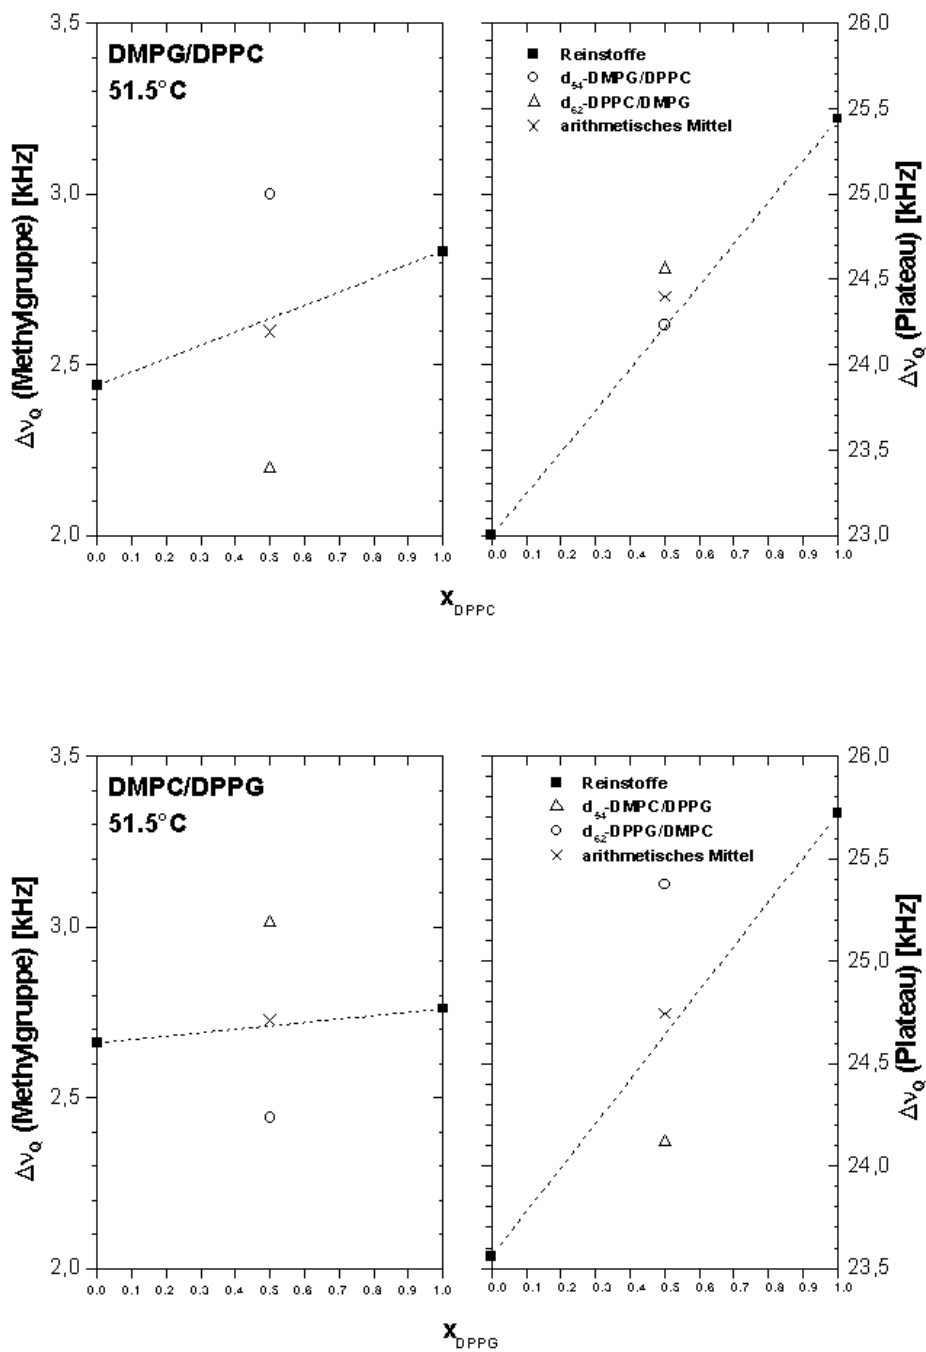 3,5
3,0
2,5
2,0
Δν_Q (Methylgruppe) [kHz]
DMPG/DPPC
51.5°C
0.0 0.1 0.2 0.3 0.4 0.5 0.6 0.7 0.8 0.9 1.0
Reinstoffe
d54-DMPG/DPPC
d62-DPPC/DMPG
arithmetisches Mittel
0.0 0.1 0.2 0.3 0.4 0.5 0.6 0.7 0.8 0.9 1.0
26,0
25,5
25,0
24,5
24,0
23,5
23,0
Δν_Q (Plateau) [kHz]
X_DPPC
3,5
3,0
2,5
2,0
Δν_Q (Methylgruppe) [kHz]
DMPC/DPPG
51.5°C
0.0 0.1 0.2 0.3 0.4 0.5 0.6 0.7 0.8 0.9 1.0
Reinstoffe
d54-DMPC/DPPG
d62-DPPG/DMPC
arithmetisches Mittel
0.0 0.1 0.2 0.3 0.4 0.5 0.6 0.7 0.8 0.9 1.0
26,0
25,5
25,0
24,5
24,0
23,5
Δν_Q (Plateau) [kHz]
X_DPPG